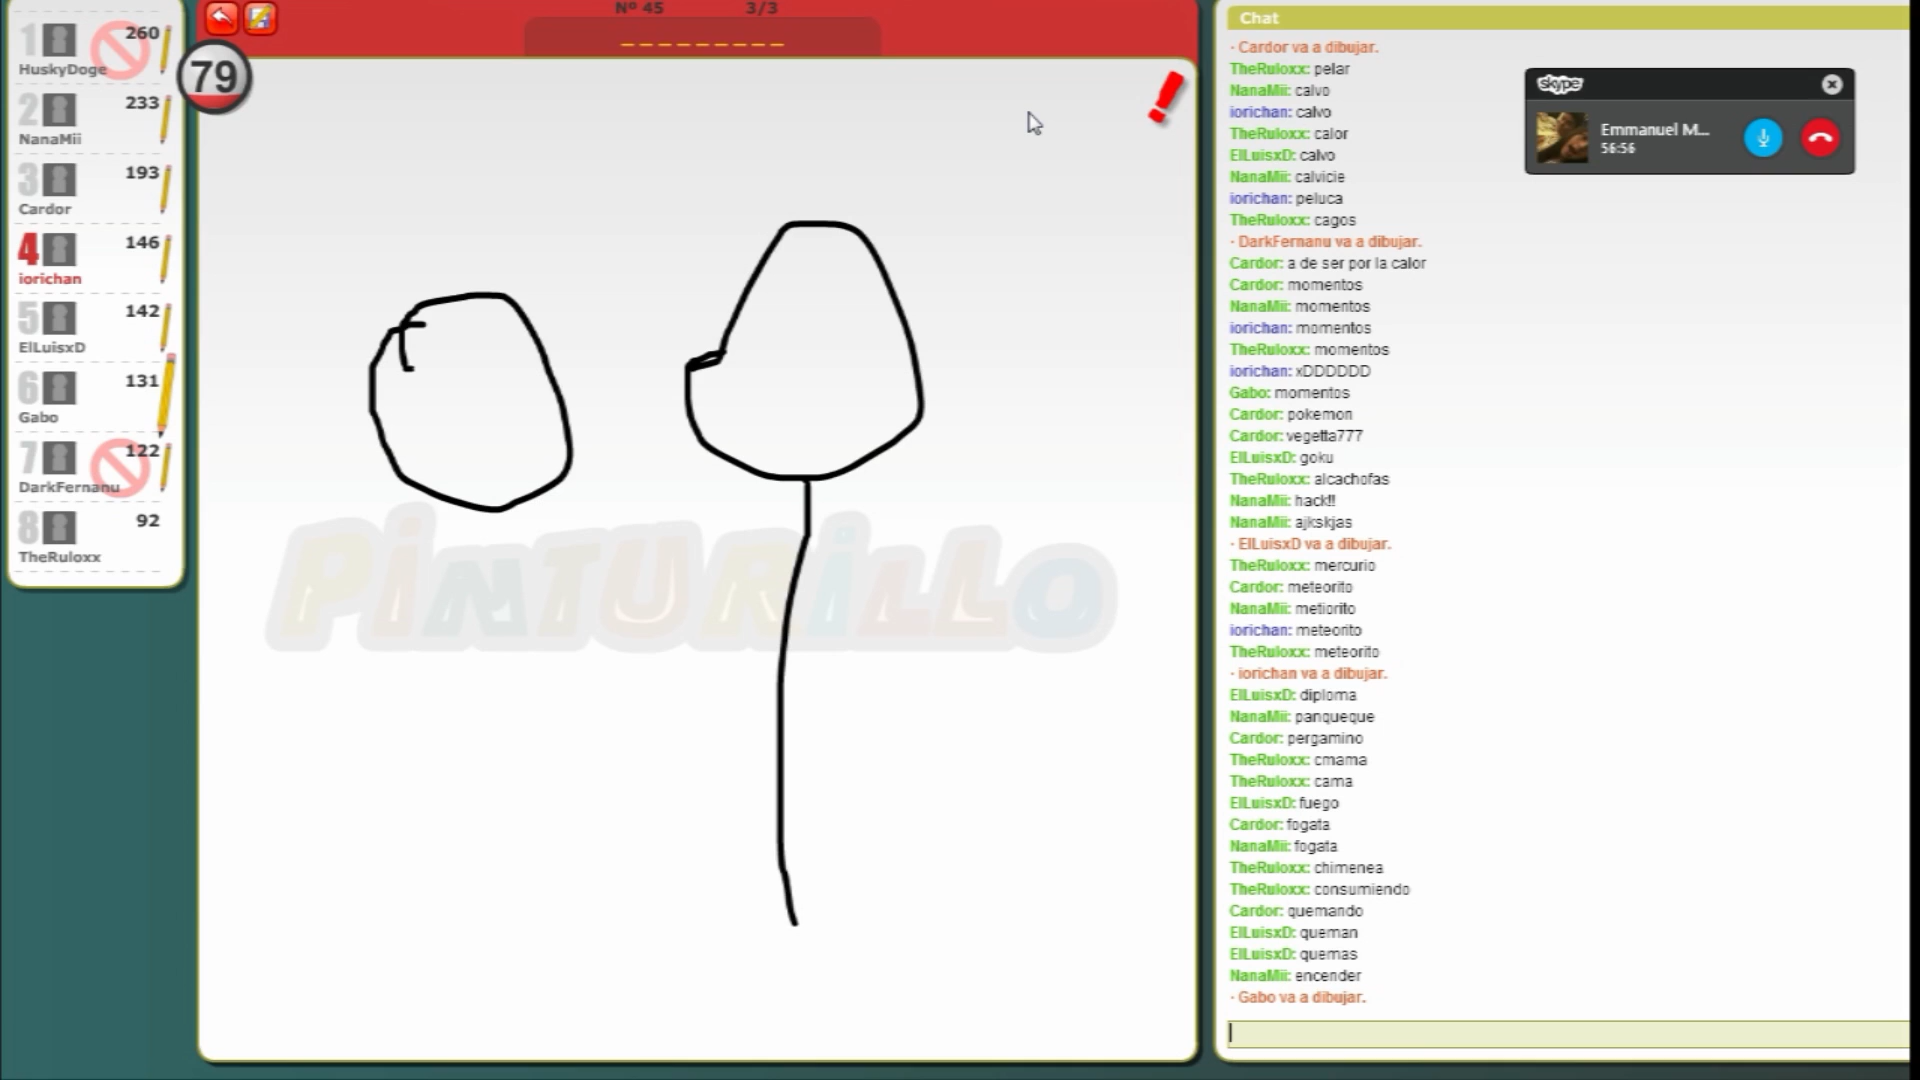 Nº 45 3/3
_ _ _ _ _ _ _ _ _
79
1 260
HuskyDoge
2 233
NanaMii
3 193
Cardor
4 146
iorichan
5 142
ElLuisxD
6 131
Gabo
7 122
DarkFernanu
8 92
TheRuloxx
PiNTURiLLO
Chat
· Cardor va a dibujar.
TheRuloxx: pelar
NanaMii: calvo
iorichan: calvo
TheRuloxx: calor
ElLuisxD: calvo
NanaMii: calvicie
iorichan: peluca
TheRuloxx: cagos
· DarkFernanu va a dibujar.
Cardor: a de ser por la calor
Cardor: momentos
NanaMii: momentos
iorichan: momentos
TheRuloxx: momentos
iorichan: xDDDDDD
Gabo: momentos
Cardor: pokemon
Cardor: vegetta777
ElLuisxD: goku
TheRuloxx: alcachofas
NanaMii: hack!!
NanaMii: ajkskjas
· ElLuisxD va a dibujar.
TheRuloxx: mercurio
Cardor: meteorito
NanaMii: metiorito
iorichan: meteorito
TheRuloxx: meteorito
· iorichan va a dibujar.
ElLuisxD: diploma
NanaMii: panqueque
Cardor: pergamino
TheRuloxx: cmama
TheRuloxx: cama
ElLuisxD: fuego
Cardor: fogata
NanaMii: fogata
TheRuloxx: chimenea
TheRuloxx: consumiendo
Cardor: quemando
ElLuisxD: queman
ElLuisxD: quemas
NanaMii: encender
· Gabo va a dibujar.
skype
Emmanuel M...
56:56